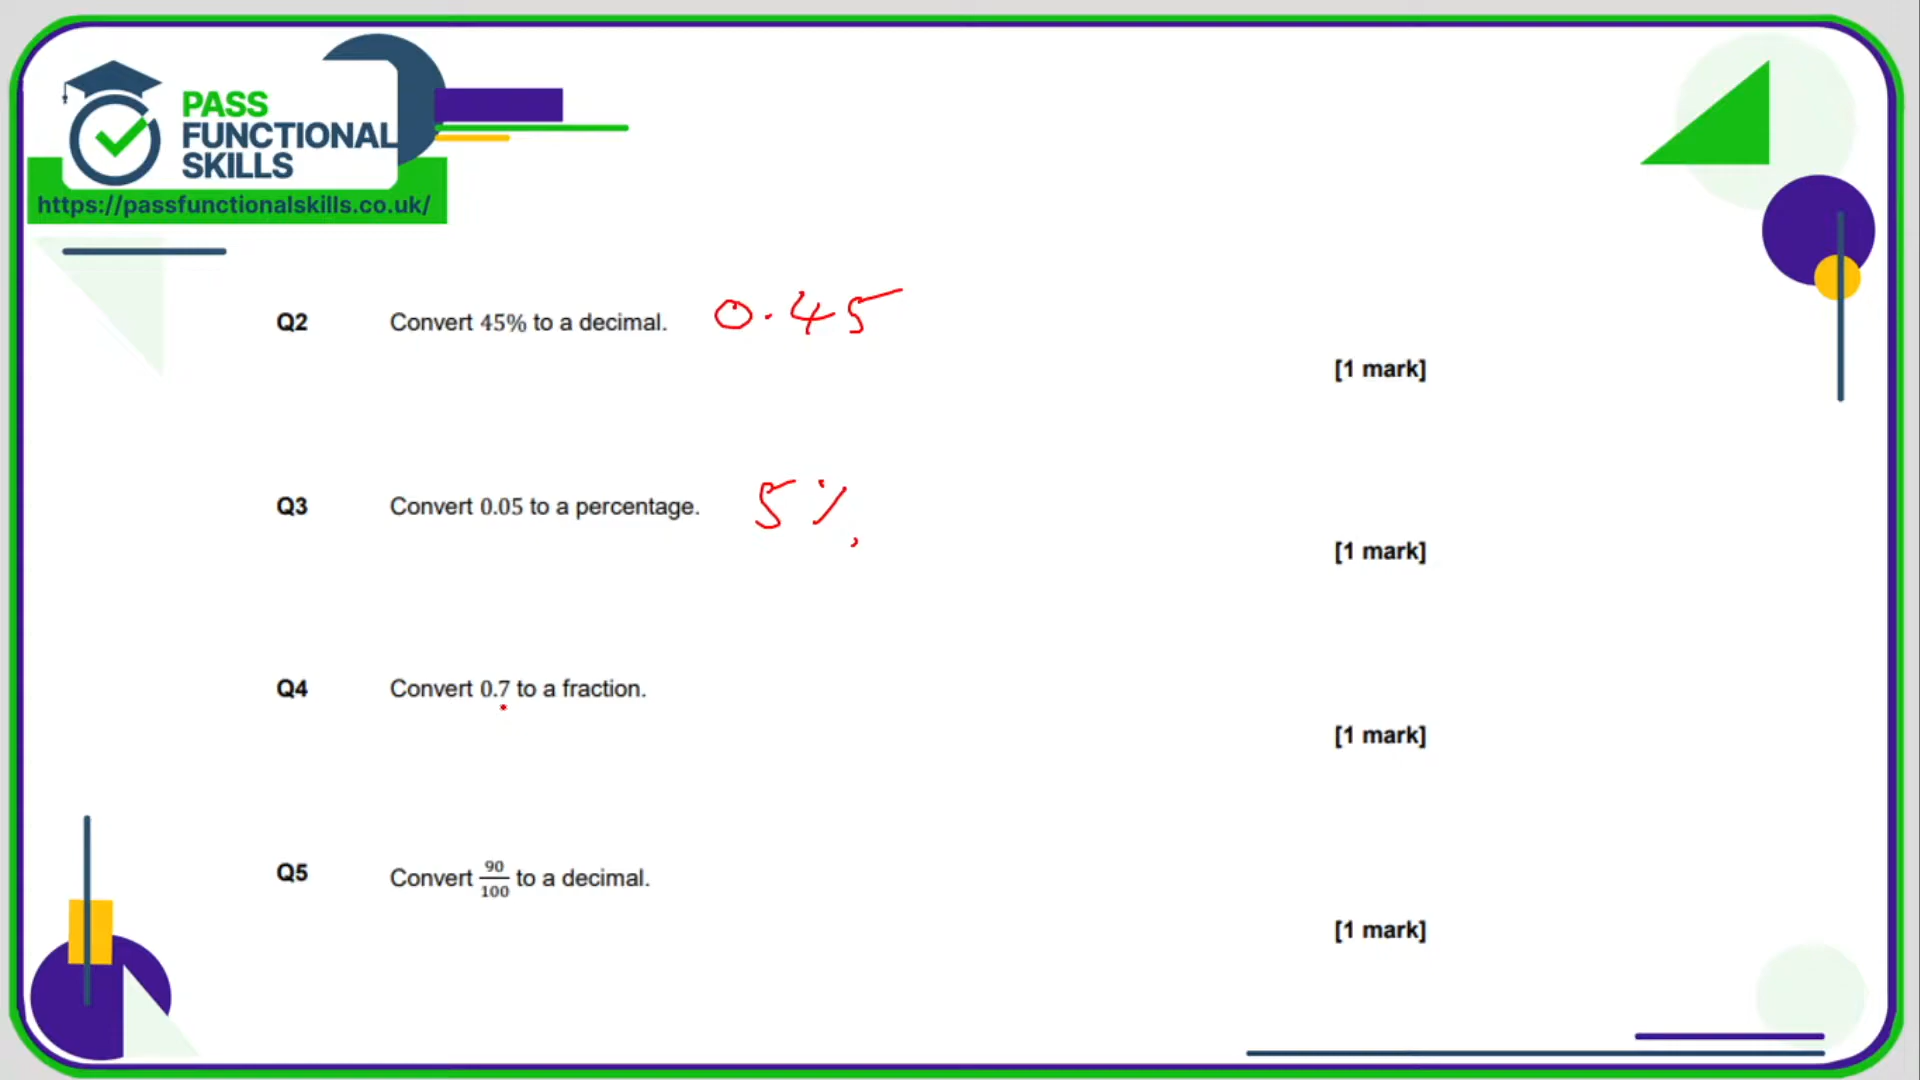 PASS
FUNCTIONAL
SKILLS
https://passfunctionalskills.co.uk/
Q2 Convert 45% to a decimal. 0.45
[1 mark]
Q3 Convert 0.05 to a percentage. 5%
[1 mark]
Q4 Convert 0.7 to a fraction.
[1 mark]
Q5 Convert 90/100 to a decimal.
[1 mark]